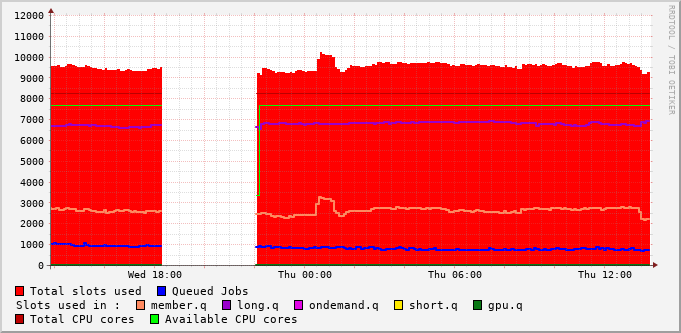 12000
11000
10000
9000
8000
7000
6000
5000
4000
3000
2000
1000
0
Wed 18:00 Thu 00:00 Thu 06:00 Thu 12:00
RRDTOOL / TOBI OETIKER
Total slots used Queued Jobs
Slots used in : member.q long.q ondemand.q short.q gpu.q
Total CPU cores Available CPU cores